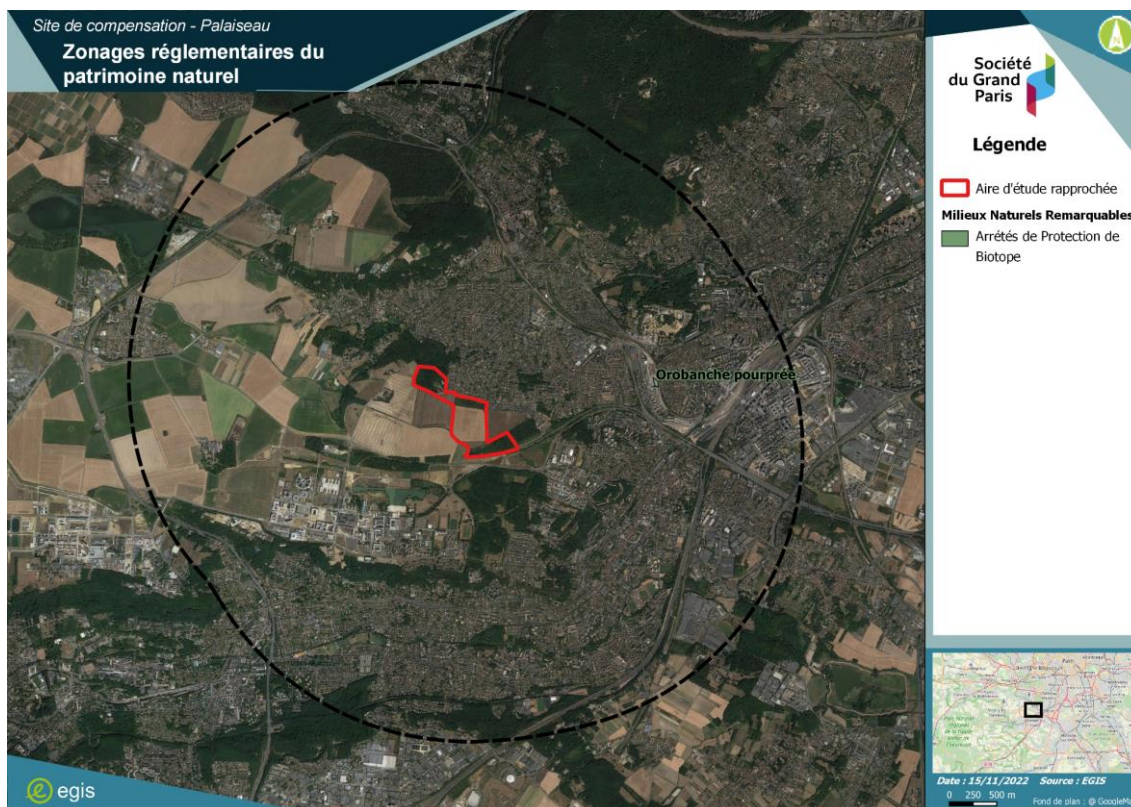 Site de compensation - Palaiseau
Zonages réglementaires du
patrimoine naturel
Orobanche pourprée
egis
Société
du Grand
Paris
Légende
Aire d'étude rapprochée
Milieux Naturels Remarquables
Arrétés de Protection de
Biotope
Date : 15/11/2022 Source : EGIS
0 250 500 m
Fond de plan : @ GoogleMa